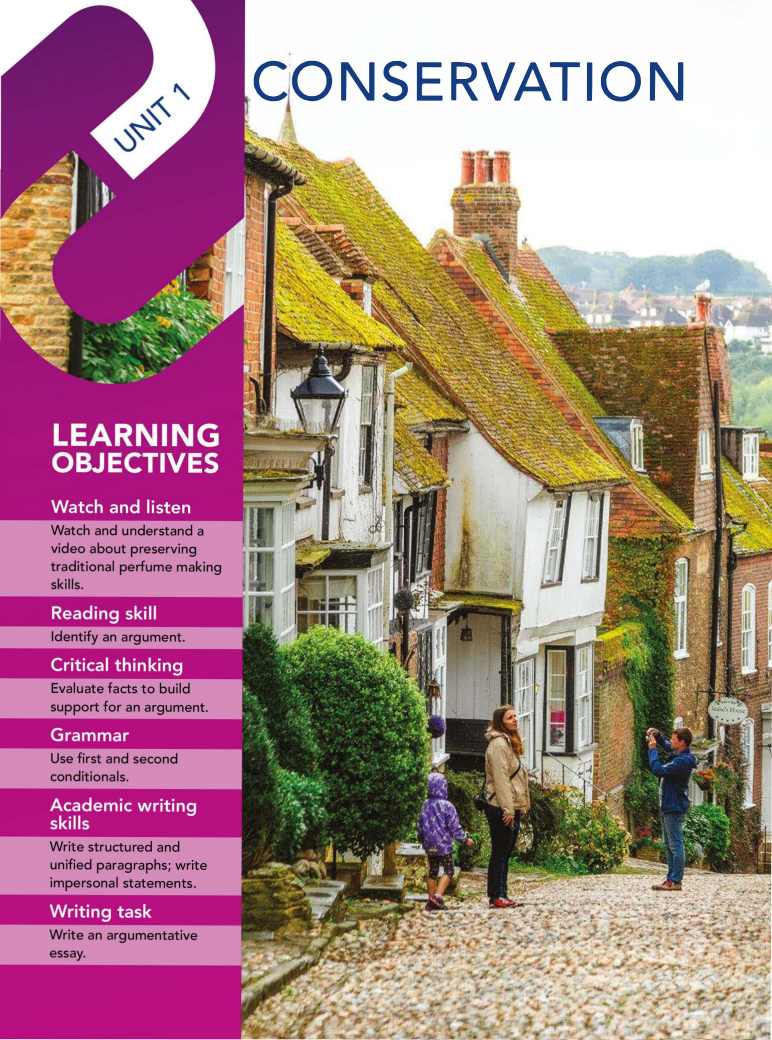 UNIT 1
CONSERVATION
LEARNING
OBJECTIVES
Watch and listen
Watch and understand a
video about preserving
traditional perfume making
skills.
Reading skill
Identify an argument.
Critical thinking
Evaluate facts to build
support for an argument.
Grammar
Use first and second
conditionals.
Academic writing
skills
Write structured and
unified paragraphs; write
impersonal statements.
Writing task
Write an argumentative
essay.